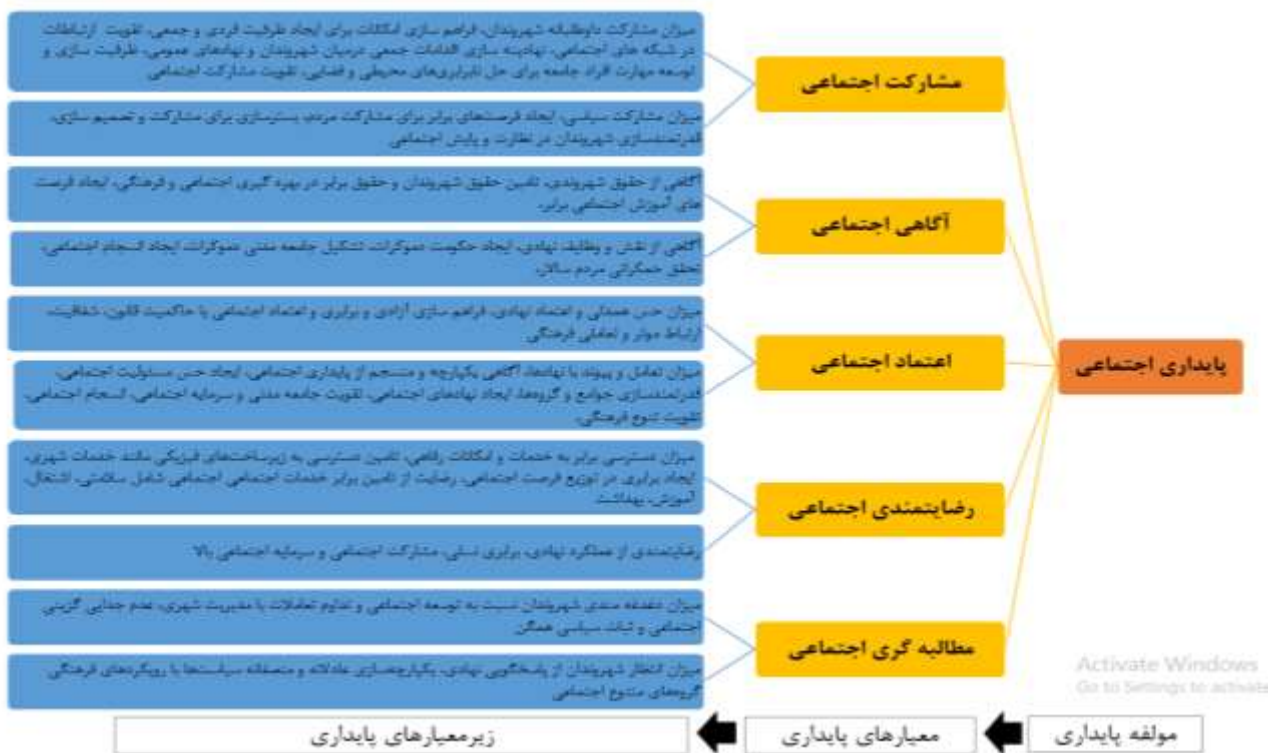 پایداری اجتماعی
مشارکت اجتماعی
میزان مشارکت داوطلبانه شهروندان، فراهم سازی امکانات برای ایجاد ظرفیت فردی و جمعی، تقویت ارتباطات
در شبکه های اجتماعی، نهادینه سازی اقدامات جمعی درمیان شهروندان و نهادهای عمومی، ظرفیت سازی و
توسعه مهارت افراد جامعه برای حل نابرابری‌های محیطی و فضایی، تقویت مشارکت اجتماعی
میزان مشارکت سیاسی، ایجاد فرصت‌های برابر برای مشارکت مردم، بسترسازی برای مشارکت و تصمیم سازی،
قدرتمندسازی شهروندان در نظارت و پایش اجتماعی
آگاهی اجتماعی
آگاهی از حقوق شهروندی، تامین حقوق شهروندان و حقوق برابر در بهره گیری اجتماعی و فرهنگی، ایجاد فرصت
های آموزش اجتماعی برابر،
آگاهی از نقش و وظایف نهادی، ایجاد حکومت دموکرات، تشکیل جامعه مدنی دموکرات، ایجاد انسجام اجتماعی،
تحقق حکمرانی مردم سالار،
اعتماد اجتماعی
میزان حس همدلی و اعتماد نهادی، فراهم سازی آزادی و برابری و اعتماد اجتماعی با حاکمیت قانون، شفافیت،
ارتباط موثر و تعاملی فرهنگی
میزان تعامل و پیوند با نهادها، آگاهی یکپارچه و منسجم از پایداری اجتماعی، ایجاد حس مسئولیت اجتماعی،
قدرتمندسازی جوامع و گروه‌ها، ایجاد نهادهای اجتماعی، تقویت جامعه مدنی و سرمایه اجتماعی، انسجام اجتماعی،
تقویت تنوع فرهنگی،
رضایتمندی اجتماعی
میزان دسترسی برابر به خدمات و امکانات رفاهی، تامین دسترسی به زیرساخت‌های فیزیکی مانند خدمات شهری،
ایجاد برابری در توزیع فرصت اجتماعی، رضایت از تامین برابر خدمات اجتماعی اجتماعی شامل سلامتی، اشتغال،
آموزش، بهداشت
رضایتمندی از عملکرد نهادی، برابری نسلی، مشارکت اجتماعی و سرمایه اجتماعی بالا
مطالبه گری اجتماعی
میزان دغدغه مندی شهروندان نسبت به توسعه اجتماعی و تداوم تعاملات با مدیریت شهری، عدم جدایی گزینی
اجتماعی و ثبات سیاسی همگن
میزان انتظار شهروندان از پاسخگویی نهادی، یکپارچه‌سازی عادلانه و منصفانه سیاست‌ها با رویکردهای فرهنگی
گروه‌های متنوع اجتماعی
Activate Windows
Go to Settings to activate
مولفه پایداری
معیارهای پایداری
زیرمعیارهای پایداری